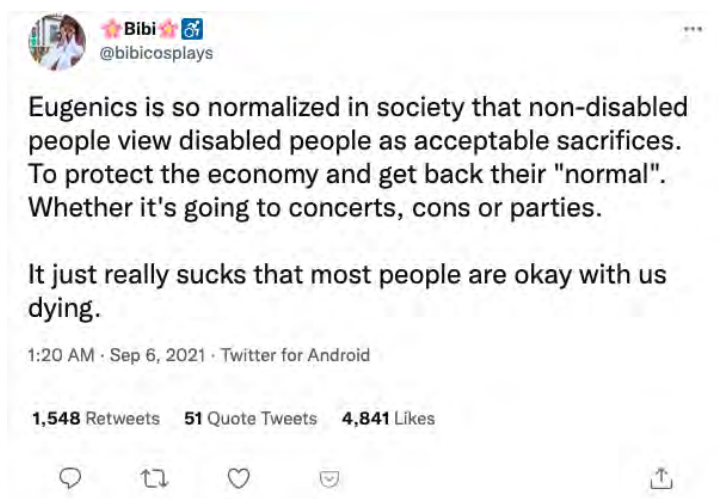 🌸Bibi🌸♿
@bibicosplays
Eugenics is so normalized in society that non-disabled
people view disabled people as acceptable sacrifices.
To protect the economy and get back their "normal".
Whether it's going to concerts, cons or parties.
It just really sucks that most people are okay with us
dying.
1:20 AM · Sep 6, 2021 · Twitter for Android
1,548 Retweets 51 Quote Tweets 4,841 Likes